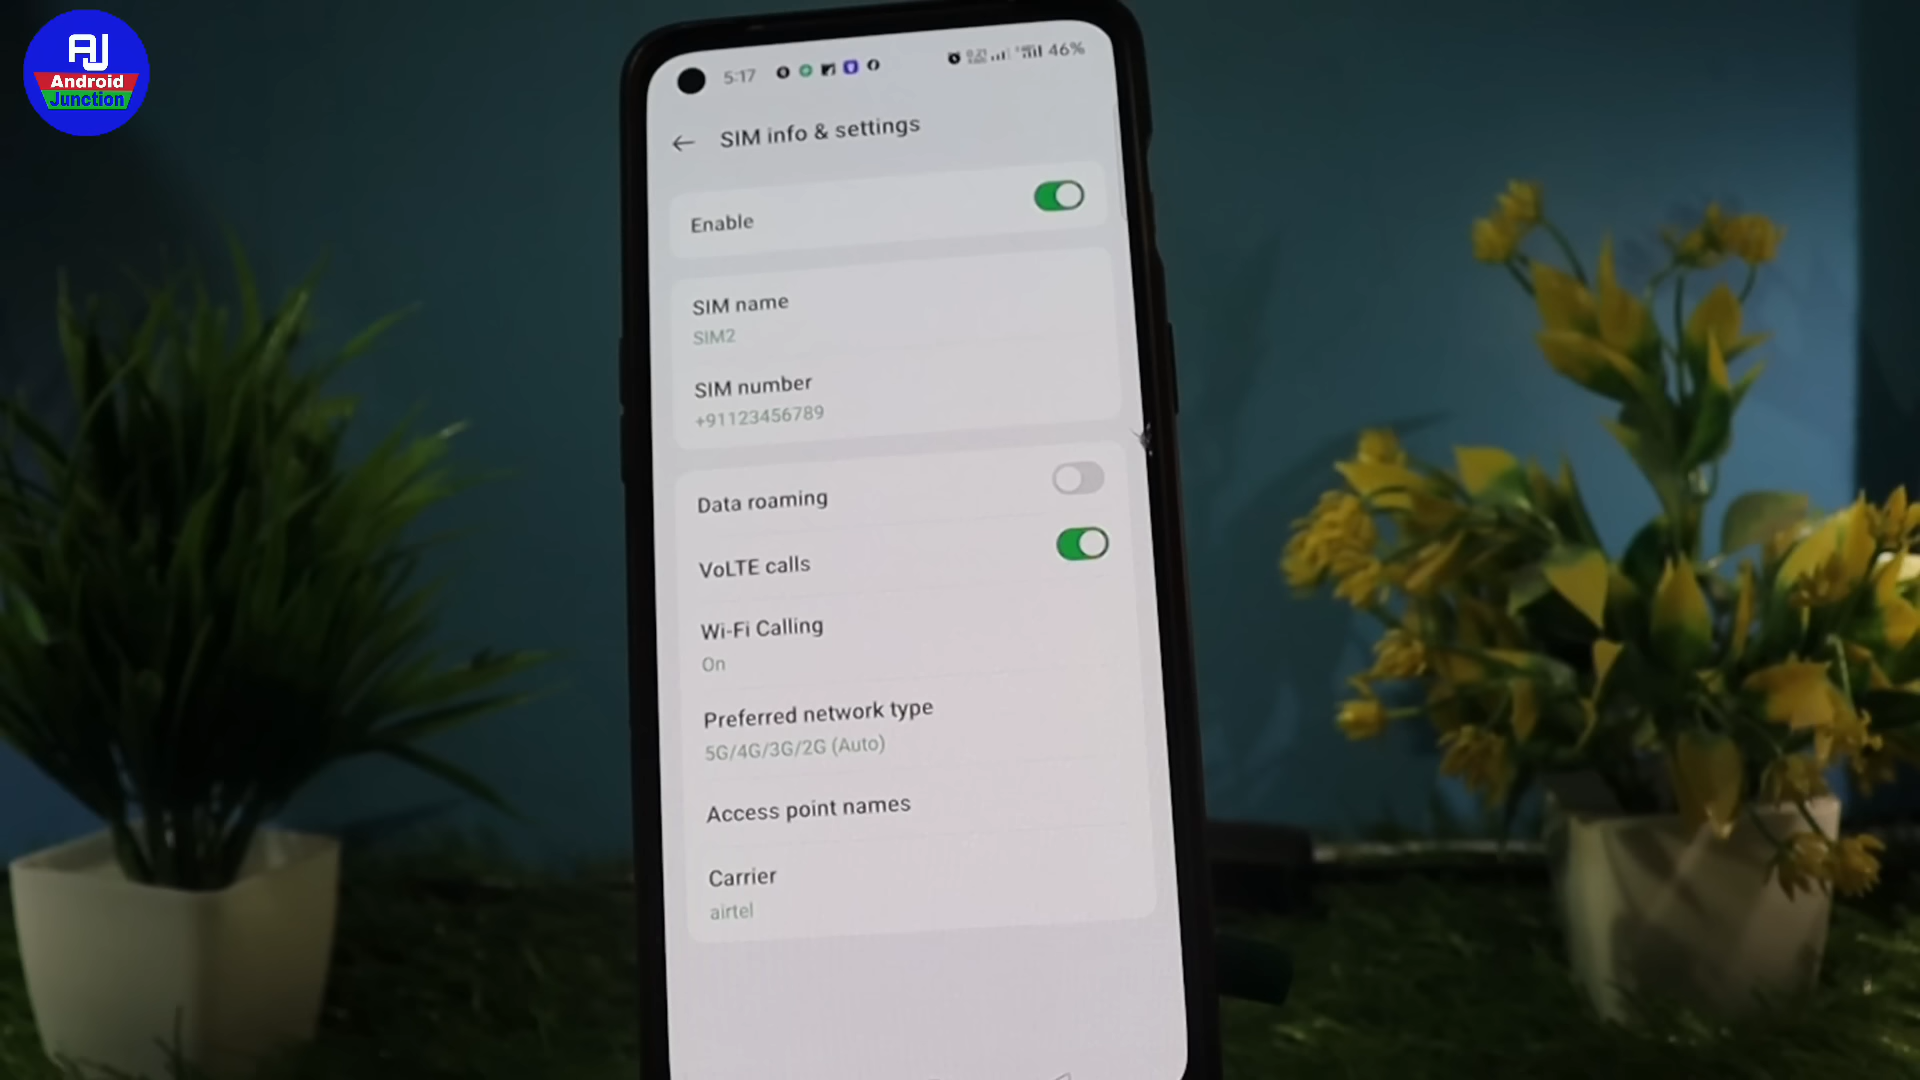 AJ
Android
Junction
5:17
46%
SIM info & settings
Enable
SIM name
SIM2
SIM number
+91123456789
Data roaming
VoLTE calls
Wi-Fi Calling
On
Preferred network type
5G/4G/3G/2G (Auto)
Access point names
Carrier
airtel